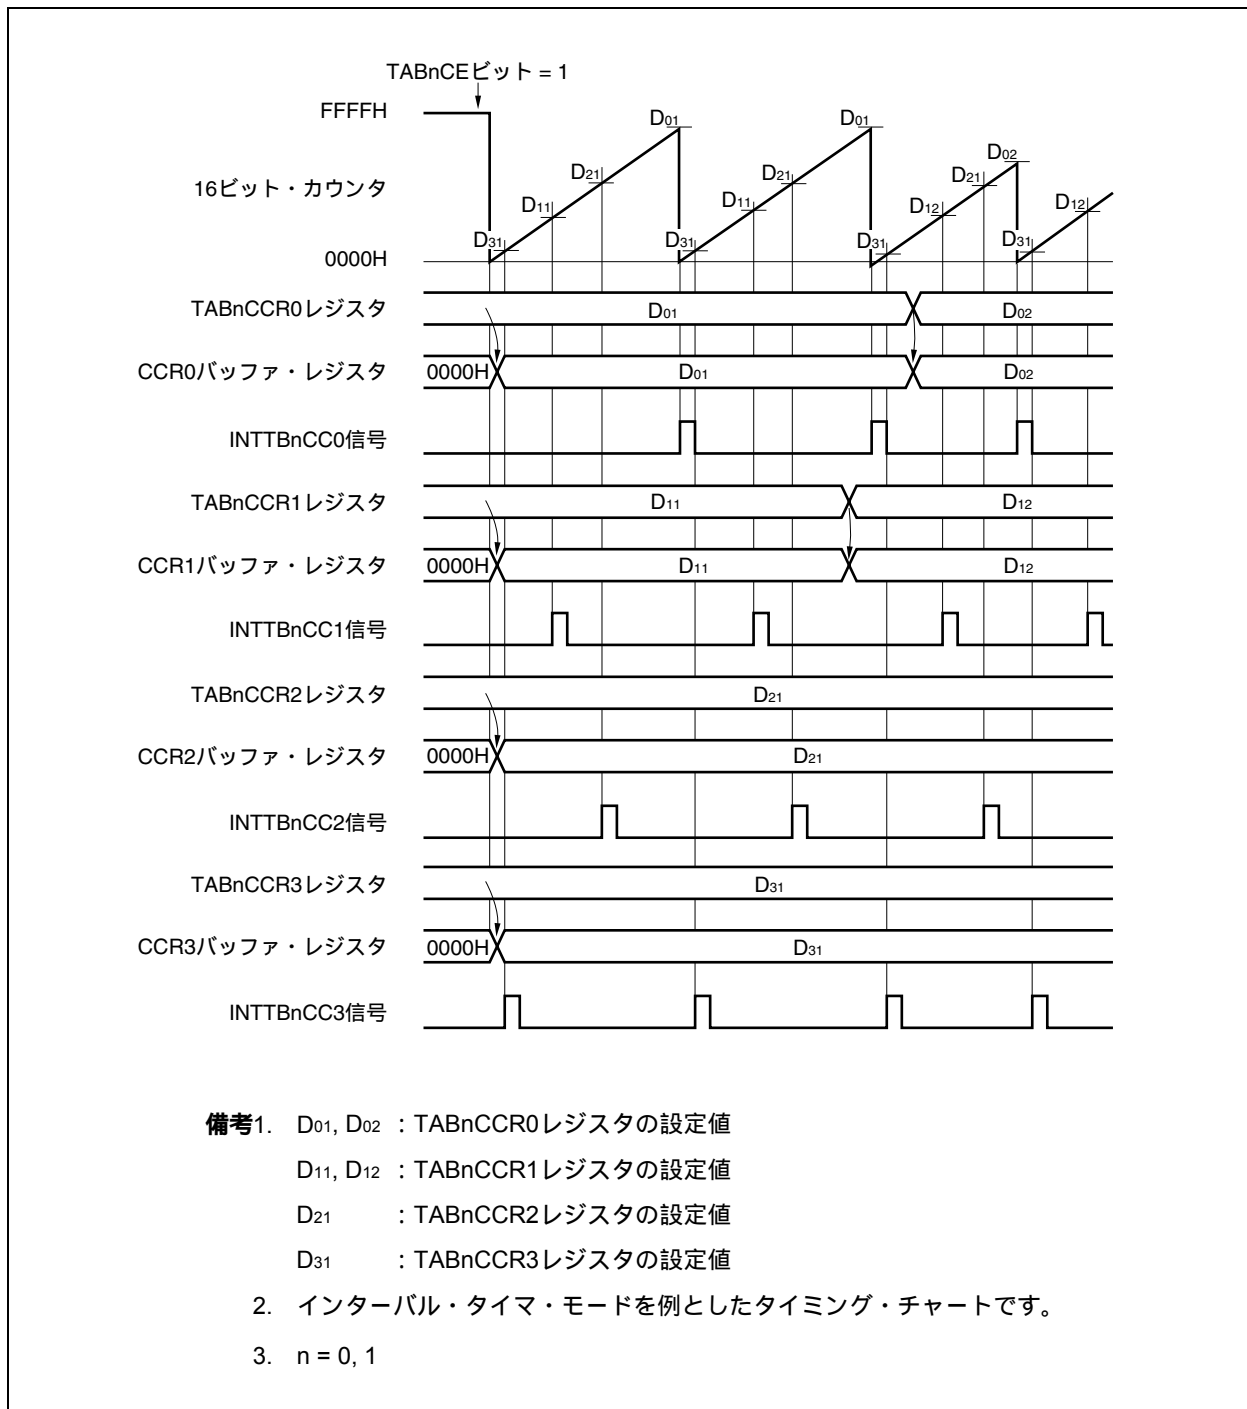 TABnCEビット = 1
FFFFH
D01 D01
D02
16ビット・カウンタ
D21 D21 D21
D11 D11 D12 D12
D31 D31 D31 D31
0000H
TABnCCR0レジスタ D01 D02
CCR0バッファ・レジスタ 0000H D01 D02
INTTBnCC0信号
TABnCCR1レジスタ D11 D12
CCR1バッファ・レジスタ 0000H D11 D12
INTTBnCC1信号
TABnCCR2レジスタ D21
CCR2バッファ・レジスタ 0000H D21
INTTBnCC2信号
TABnCCR3レジスタ D31
CCR3バッファ・レジスタ 0000H D31
INTTBnCC3信号
備考1. D01, D02 : TABnCCR0レジスタの設定値
D11, D12 : TABnCCR1レジスタの設定値
D21 : TABnCCR2レジスタの設定値
D31 : TABnCCR3レジスタの設定値
2. インターバル・タイマ・モードを例としたタイミング・チャートです。
3. n = 0, 1